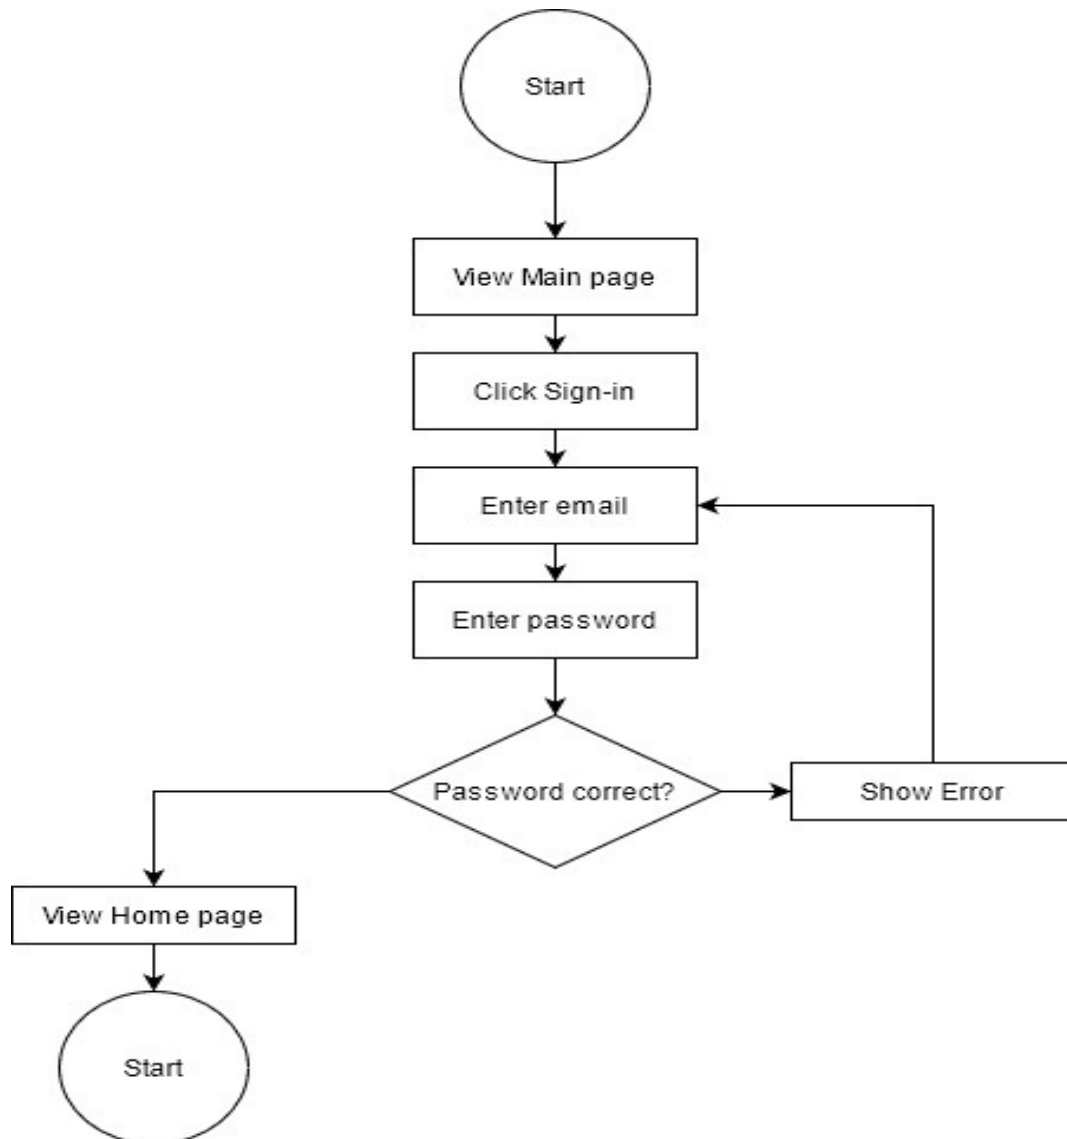 Start
View Main page
Click Sign-in
Enter email
Enter password
Password correct?
Show Error
View Home page
Start